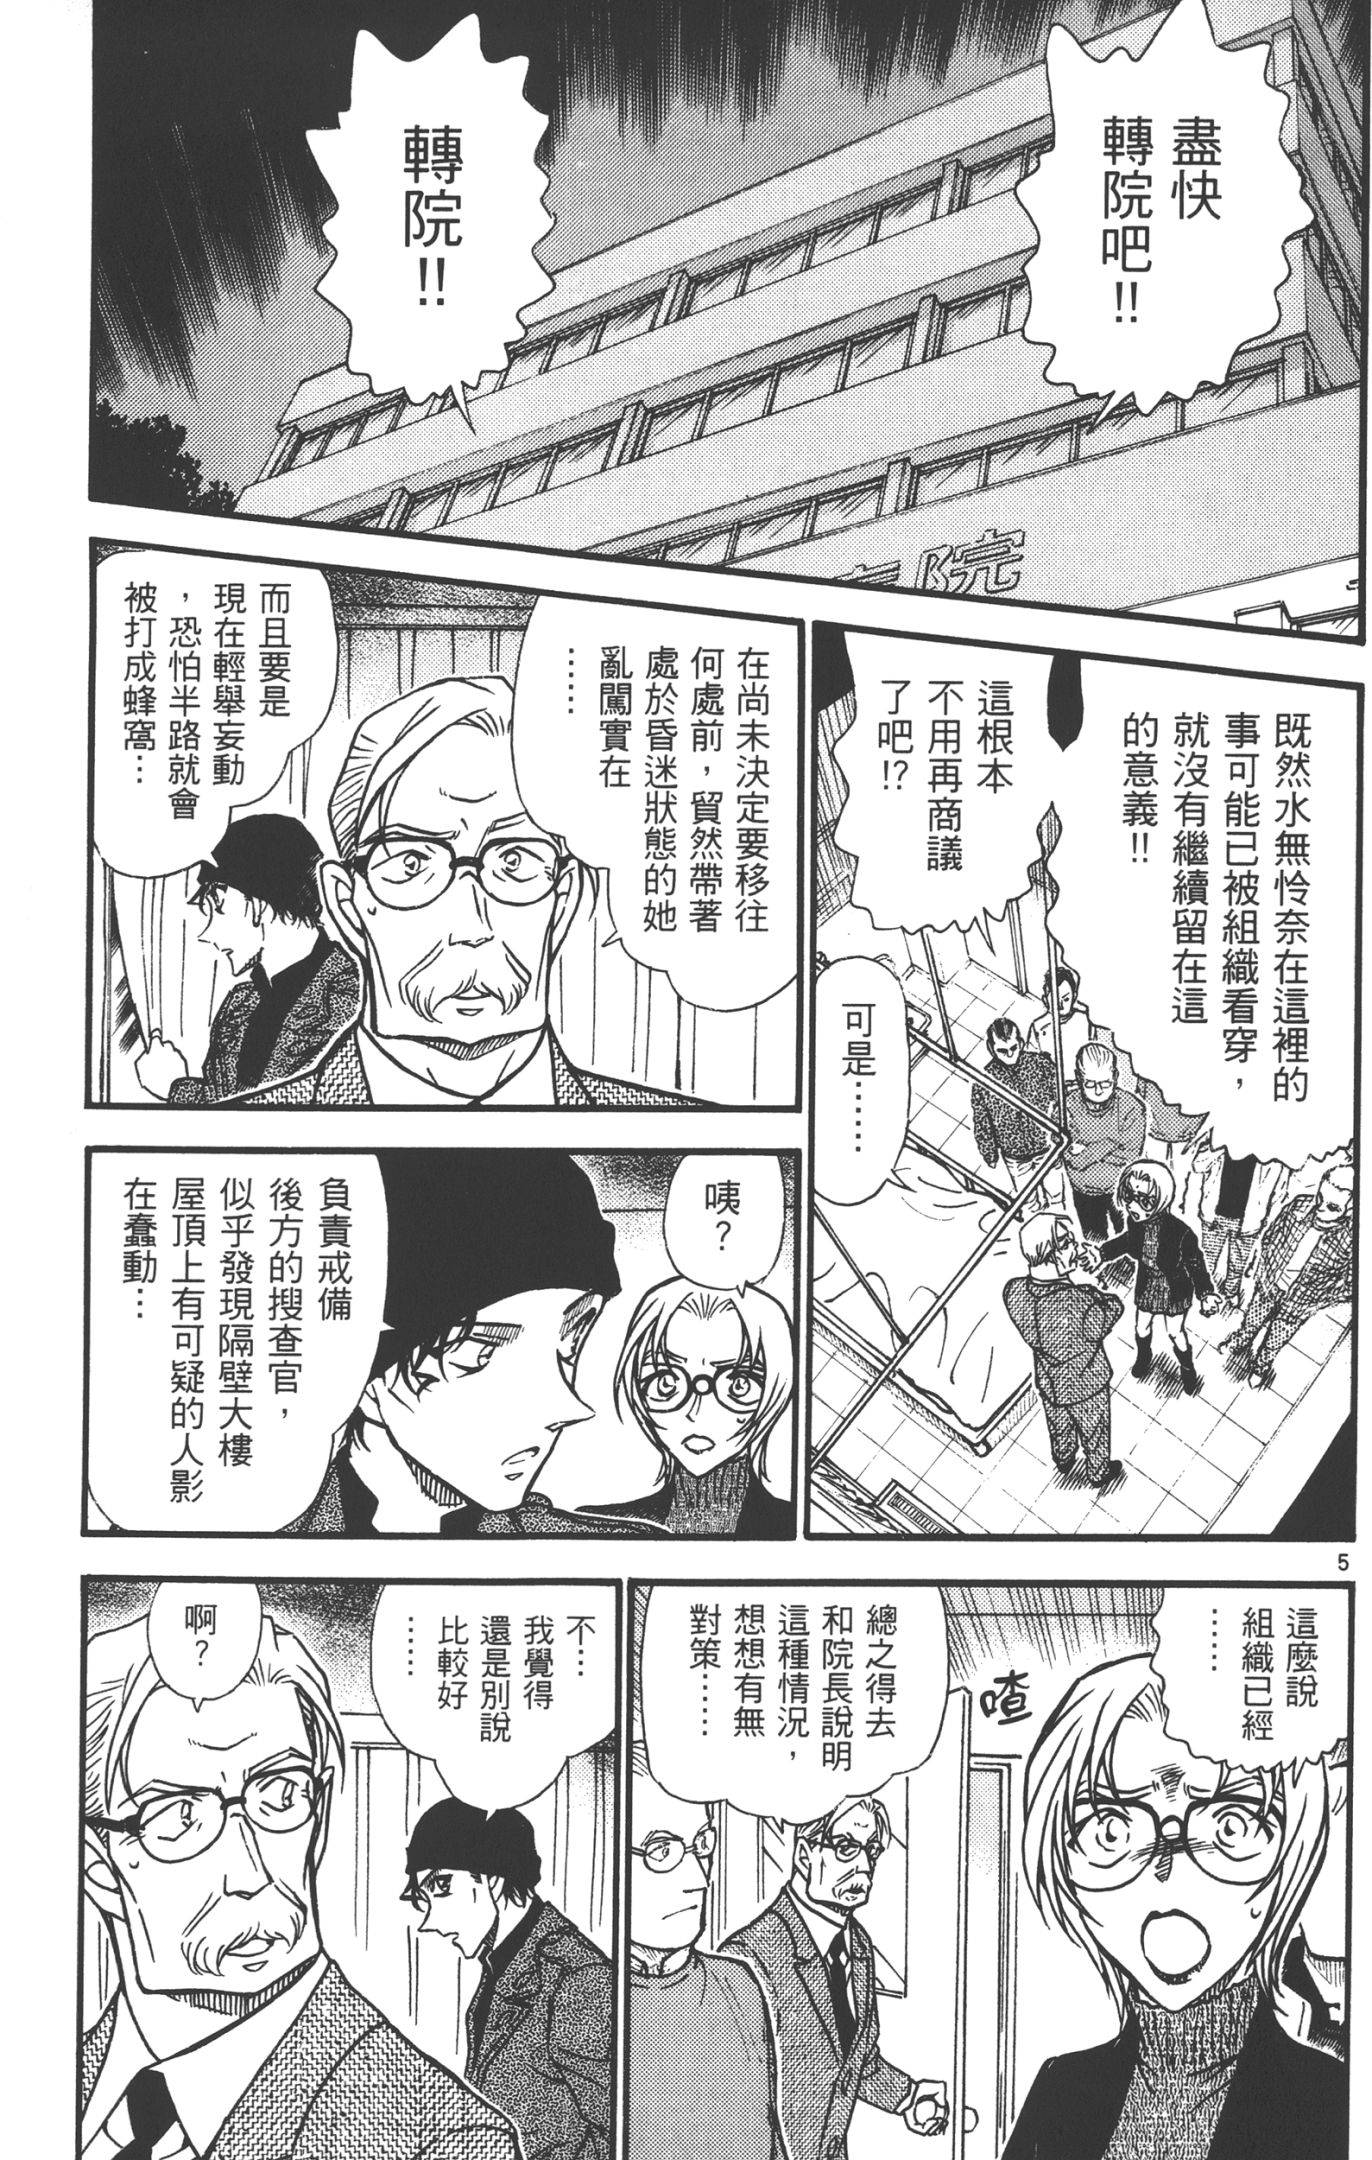 盡快
轉院吧!!
轉院!!
院
既然水無怜奈在這裡的
事可能已被組織看穿，
就沒有繼續留在這
的意義!!
這根本
不用再商議
了吧!?
可是……
在尚未決定要移往
何處前，貿然帶著
處於昏迷狀態的她
亂闖實在
……
而且要是
現在輕舉妄動
，恐怕半路就會
被打成蜂窩…
咦？
負責戒備
後方的搜查官，
似乎發現隔壁大樓
屋頂上有可疑的人影
在蠢動…
5
這麼說
組織已經
……
喳
總之得去
和院長說明
這種情況，
想想有無
對策……
不…
我覺得
還是別說
比較好
……
啊？